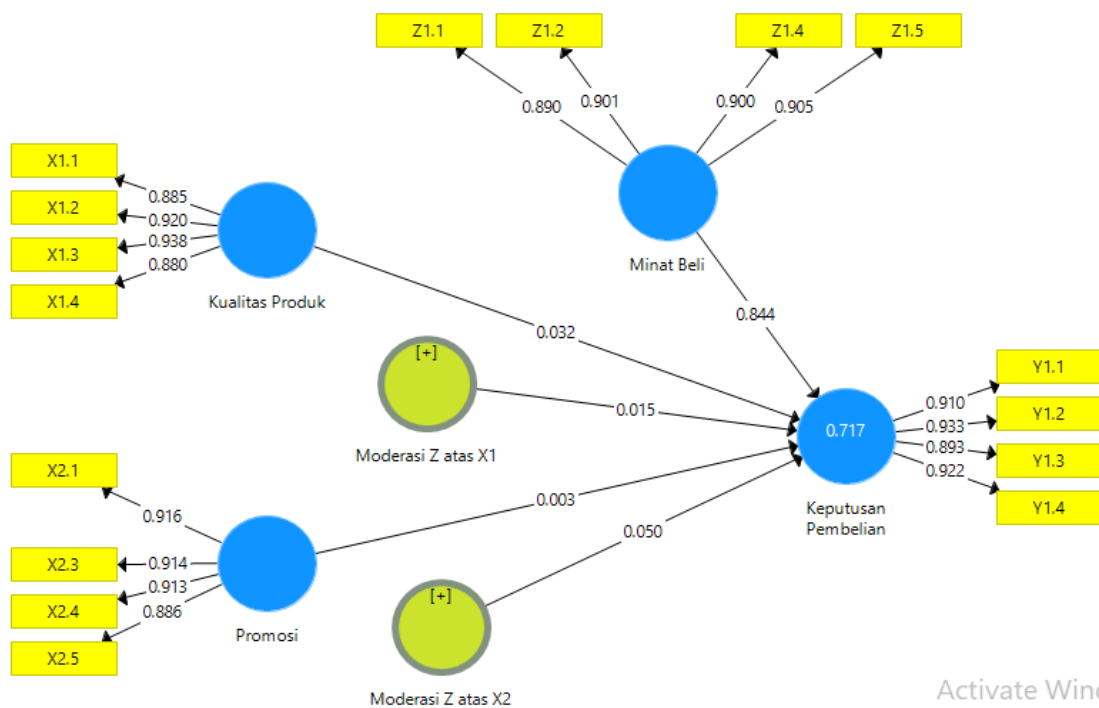 Z1.1
Z1.2
Z1.4
Z1.5
0.890
0.901
0.900
0.905
Minat Beli
X1.1
X1.2
X1.3
X1.4
0.885
0.920
0.938
0.880
Kualitas Produk
0.032
0.844
[+]
Moderasi Z atas X1
0.015
0.717
Keputusan
Pembelian
0.910
0.933
0.893
0.922
Y1.1
Y1.2
Y1.3
Y1.4
X2.1
X2.3
X2.4
X2.5
0.916
0.914
0.913
0.886
Promosi
0.003
0.050
[+]
Moderasi Z atas X2
Activate Wind